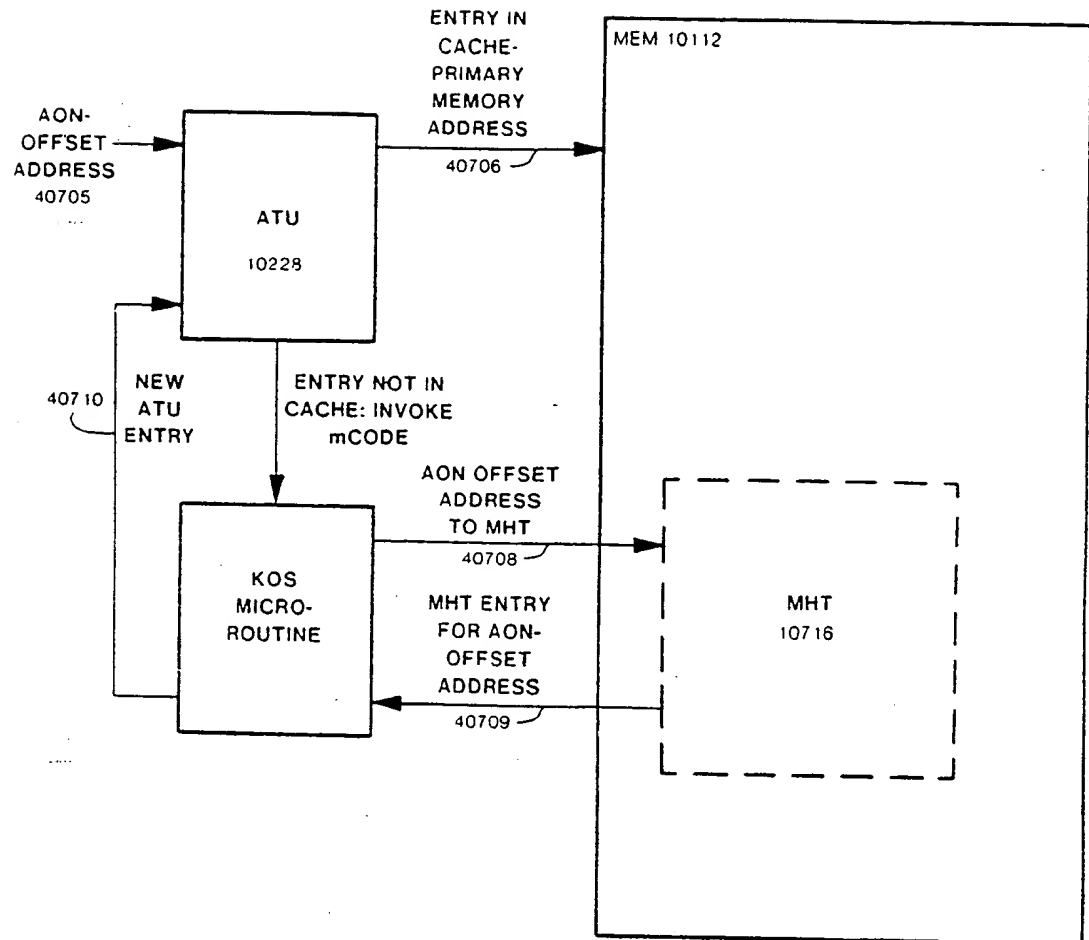 ENTRY IN
CACHE-
PRIMARY
MEMORY
ADDRESS
40706
MEM 10112
AON-
OFFSET
ADDRESS
40705
ATU
10228
40710
NEW
ATU
ENTRY
ENTRY NOT IN
CACHE: INVOKE
mCODE
AON OFFSET
ADDRESS
TO MHT
40708
KOS
MICRO-
ROUTINE
MHT ENTRY
FOR AON-
OFFSET
ADDRESS
40709
MHT
10716